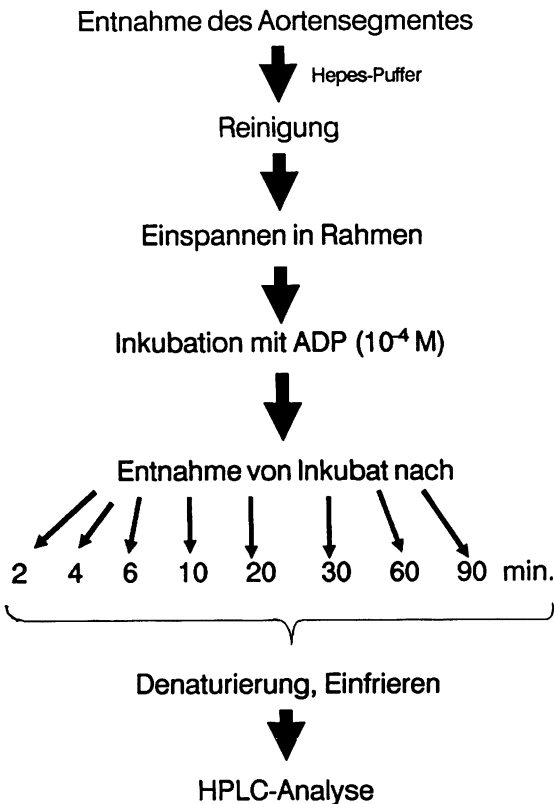 Entnahme des Aortensegmentes
Hepes-Puffer
Reinigung
Einspannen in Rahmen
Inkubation mit ADP (10⁻⁴ M)
Entnahme von Inkubat nach
2 4 6 10 20 30 60 90 min.
Denaturierung, Einfrieren
HPLC-Analyse